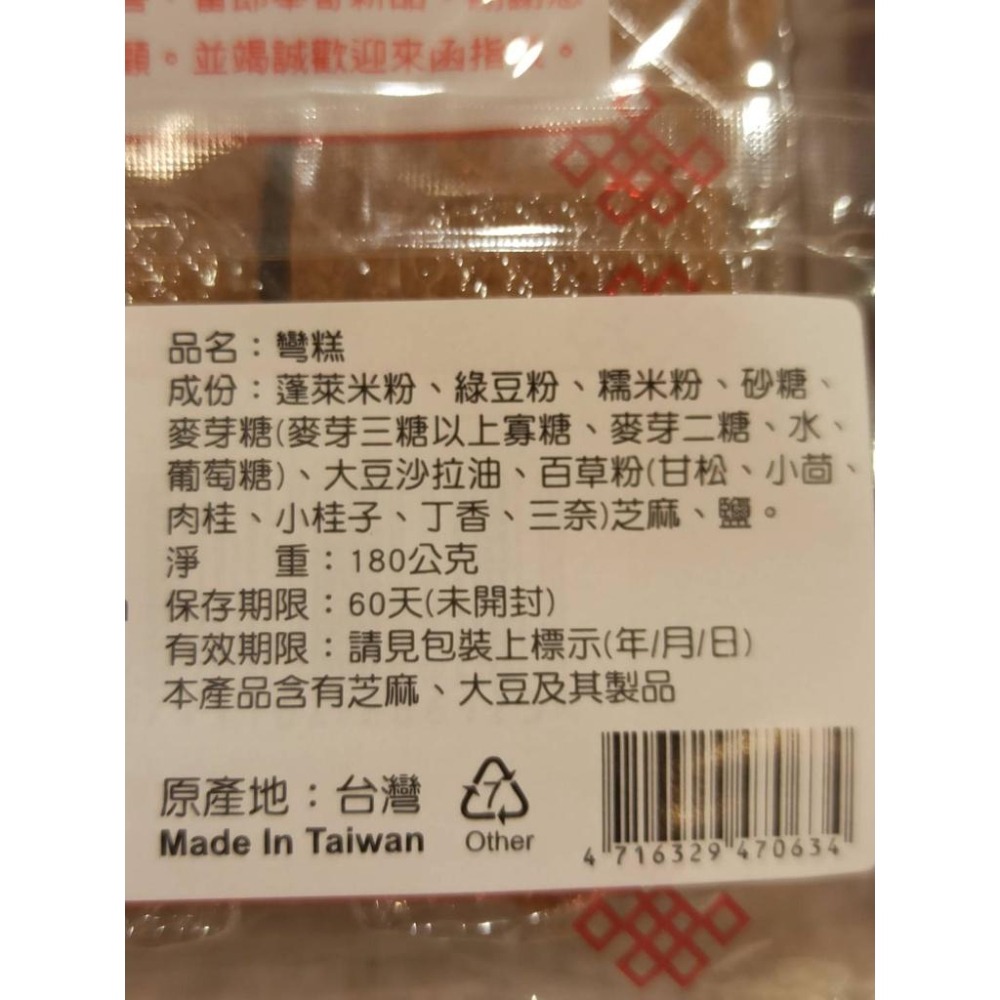 並竭誠歡迎來函指
品名：彎糕
成份：蓬萊米粉、綠豆粉、糯米粉、砂糖、
麥芽糖(麥芽三糖以上寡糖、麥芽二糖、水、
葡萄糖)、大豆沙拉油、百草粉(甘松、小茴、
肉桂、小桂子、丁香、三奈)芝麻、鹽。
淨　　重：180公克
保存期限：60天(未開封)
有效期限：請見包裝上標示(年/月/日)
本產品含有芝麻、大豆及其製品
原產地：台灣
Made In Taiwan
7
Other
4 716329 470634